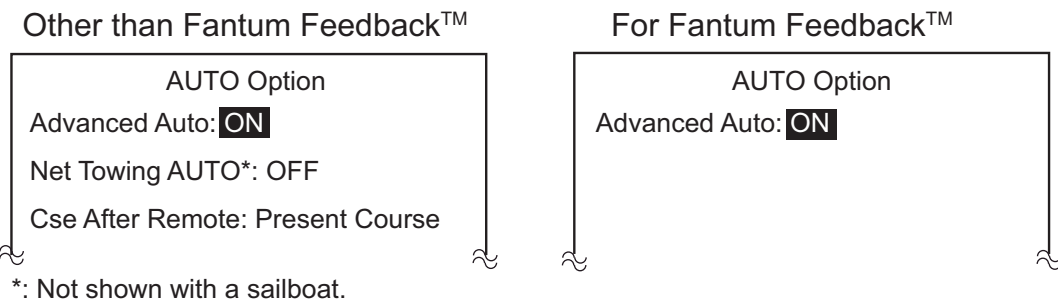 Other than Fantum Feedback™
AUTO Option
Advanced Auto: ON
Net Towing AUTO*: OFF
Cse After Remote: Present Course
*: Not shown with a sailboat.
For Fantum Feedback™
AUTO Option
Advanced Auto: ON